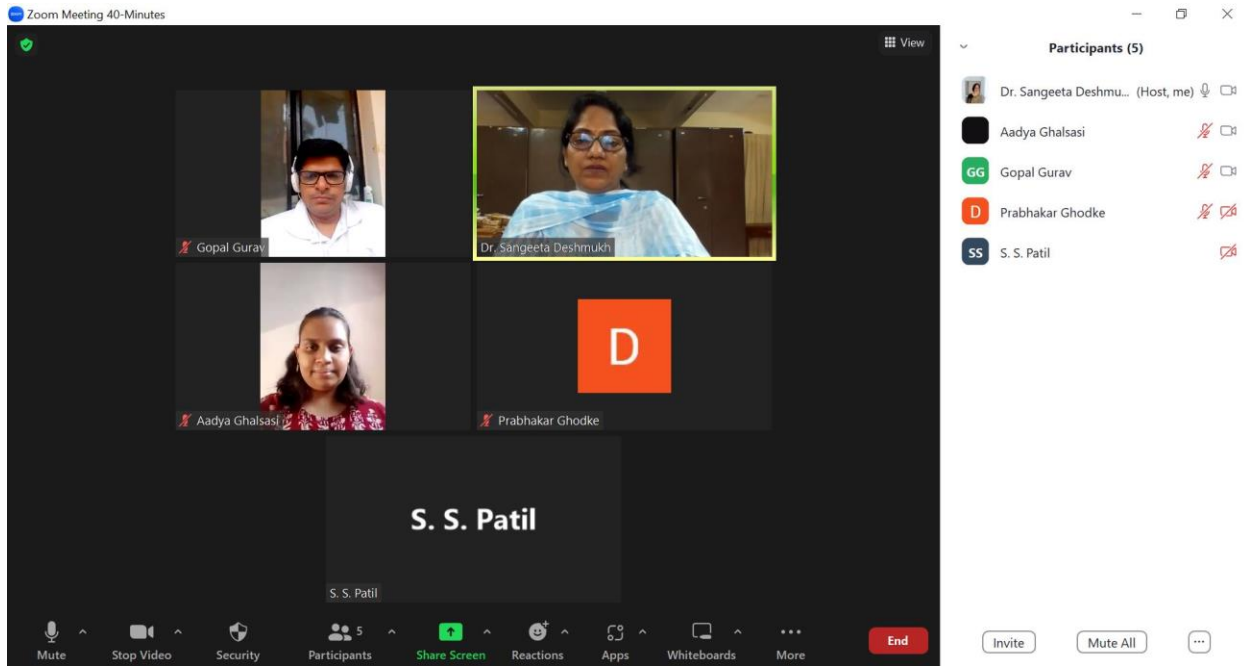 zoom
Zoom Meeting 40-Minutes
View
Gopal Gurav
Dr. Sangeeta Deshmukh
Aadya Ghalsasi
D
Prabhakar Ghodke
S. S. Patil
S. S. Patil
Mute
Stop Video
Security
5
Participants
Share Screen
Reactions
Apps
Whiteboards
More
End
Participants (5)
Dr. Sangeeta Deshmu... (Host, me)
Aadya Ghalsasi
GG Gopal Gurav
D Prabhakar Ghodke
SS S. S. Patil
Invite
Mute All
...